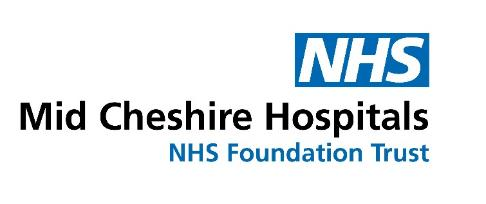 NHS
Mid Cheshire Hospitals
NHS Foundation Trust